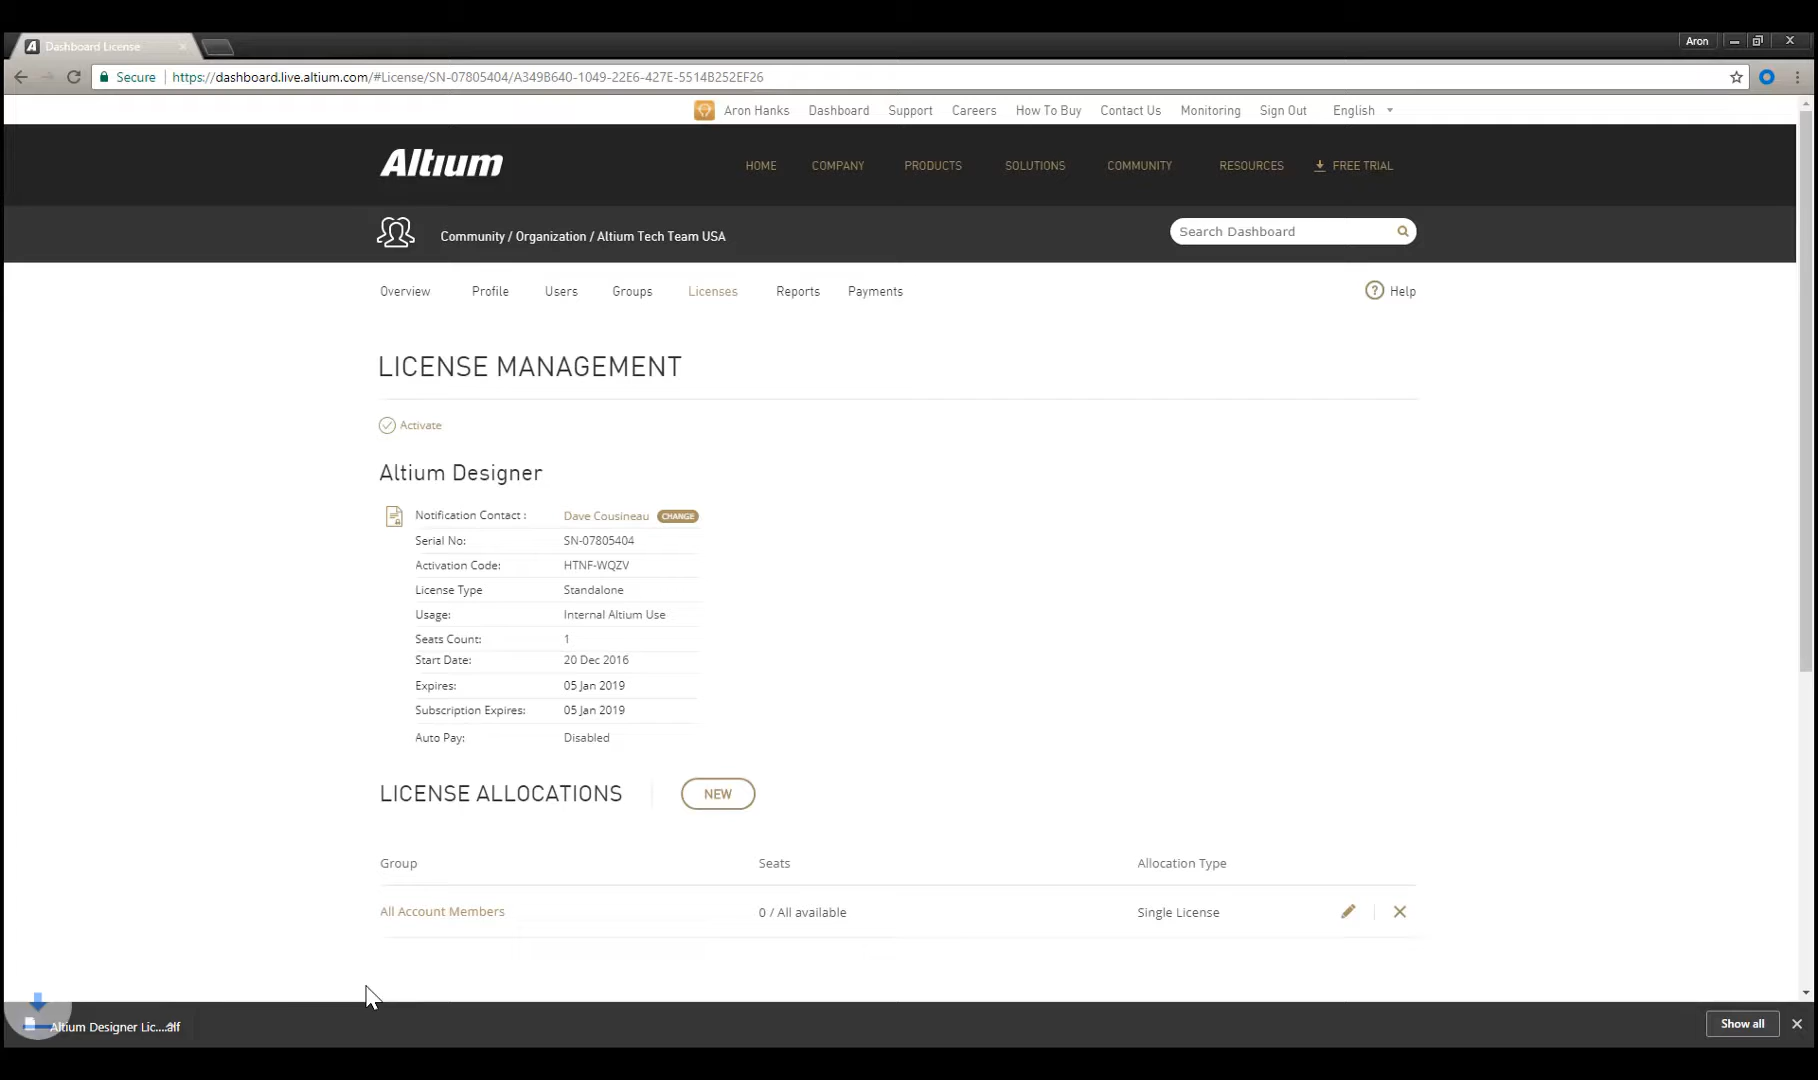 Dashboard License
Aron
Secure
https://dashboard.live.altium.com/#License/SN-07805404/A349B640-1049-22E6-427E-5514B252EF26
Aron Hanks Dashboard Support Careers How To Buy Contact Us Monitoring Sign Out English
Altium
HOME COMPANY PRODUCTS SOLUTIONS COMMUNITY RESOURCES FREE TRIAL
Community / Organization / Altium Tech Team USA
Search Dashboard
Overview Profile Users Groups Licenses Reports Payments
? Help
LICENSE MANAGEMENT
Activate
Altium Designer
Notification Contact : Dave Cousineau CHANGE
Serial No: SN-07805404
Activation Code: HTNF-WQZV
License Type Standalone
Usage: Internal Altium Use
Seats Count: 1
Start Date: 20 Dec 2016
Expires: 05 Jan 2019
Subscription Expires: 05 Jan 2019
Auto Pay: Disabled
LICENSE ALLOCATIONS NEW
Group Seats Allocation Type
All Account Members 0 / All available Single License
Altium Designer Lic....alf
Show all